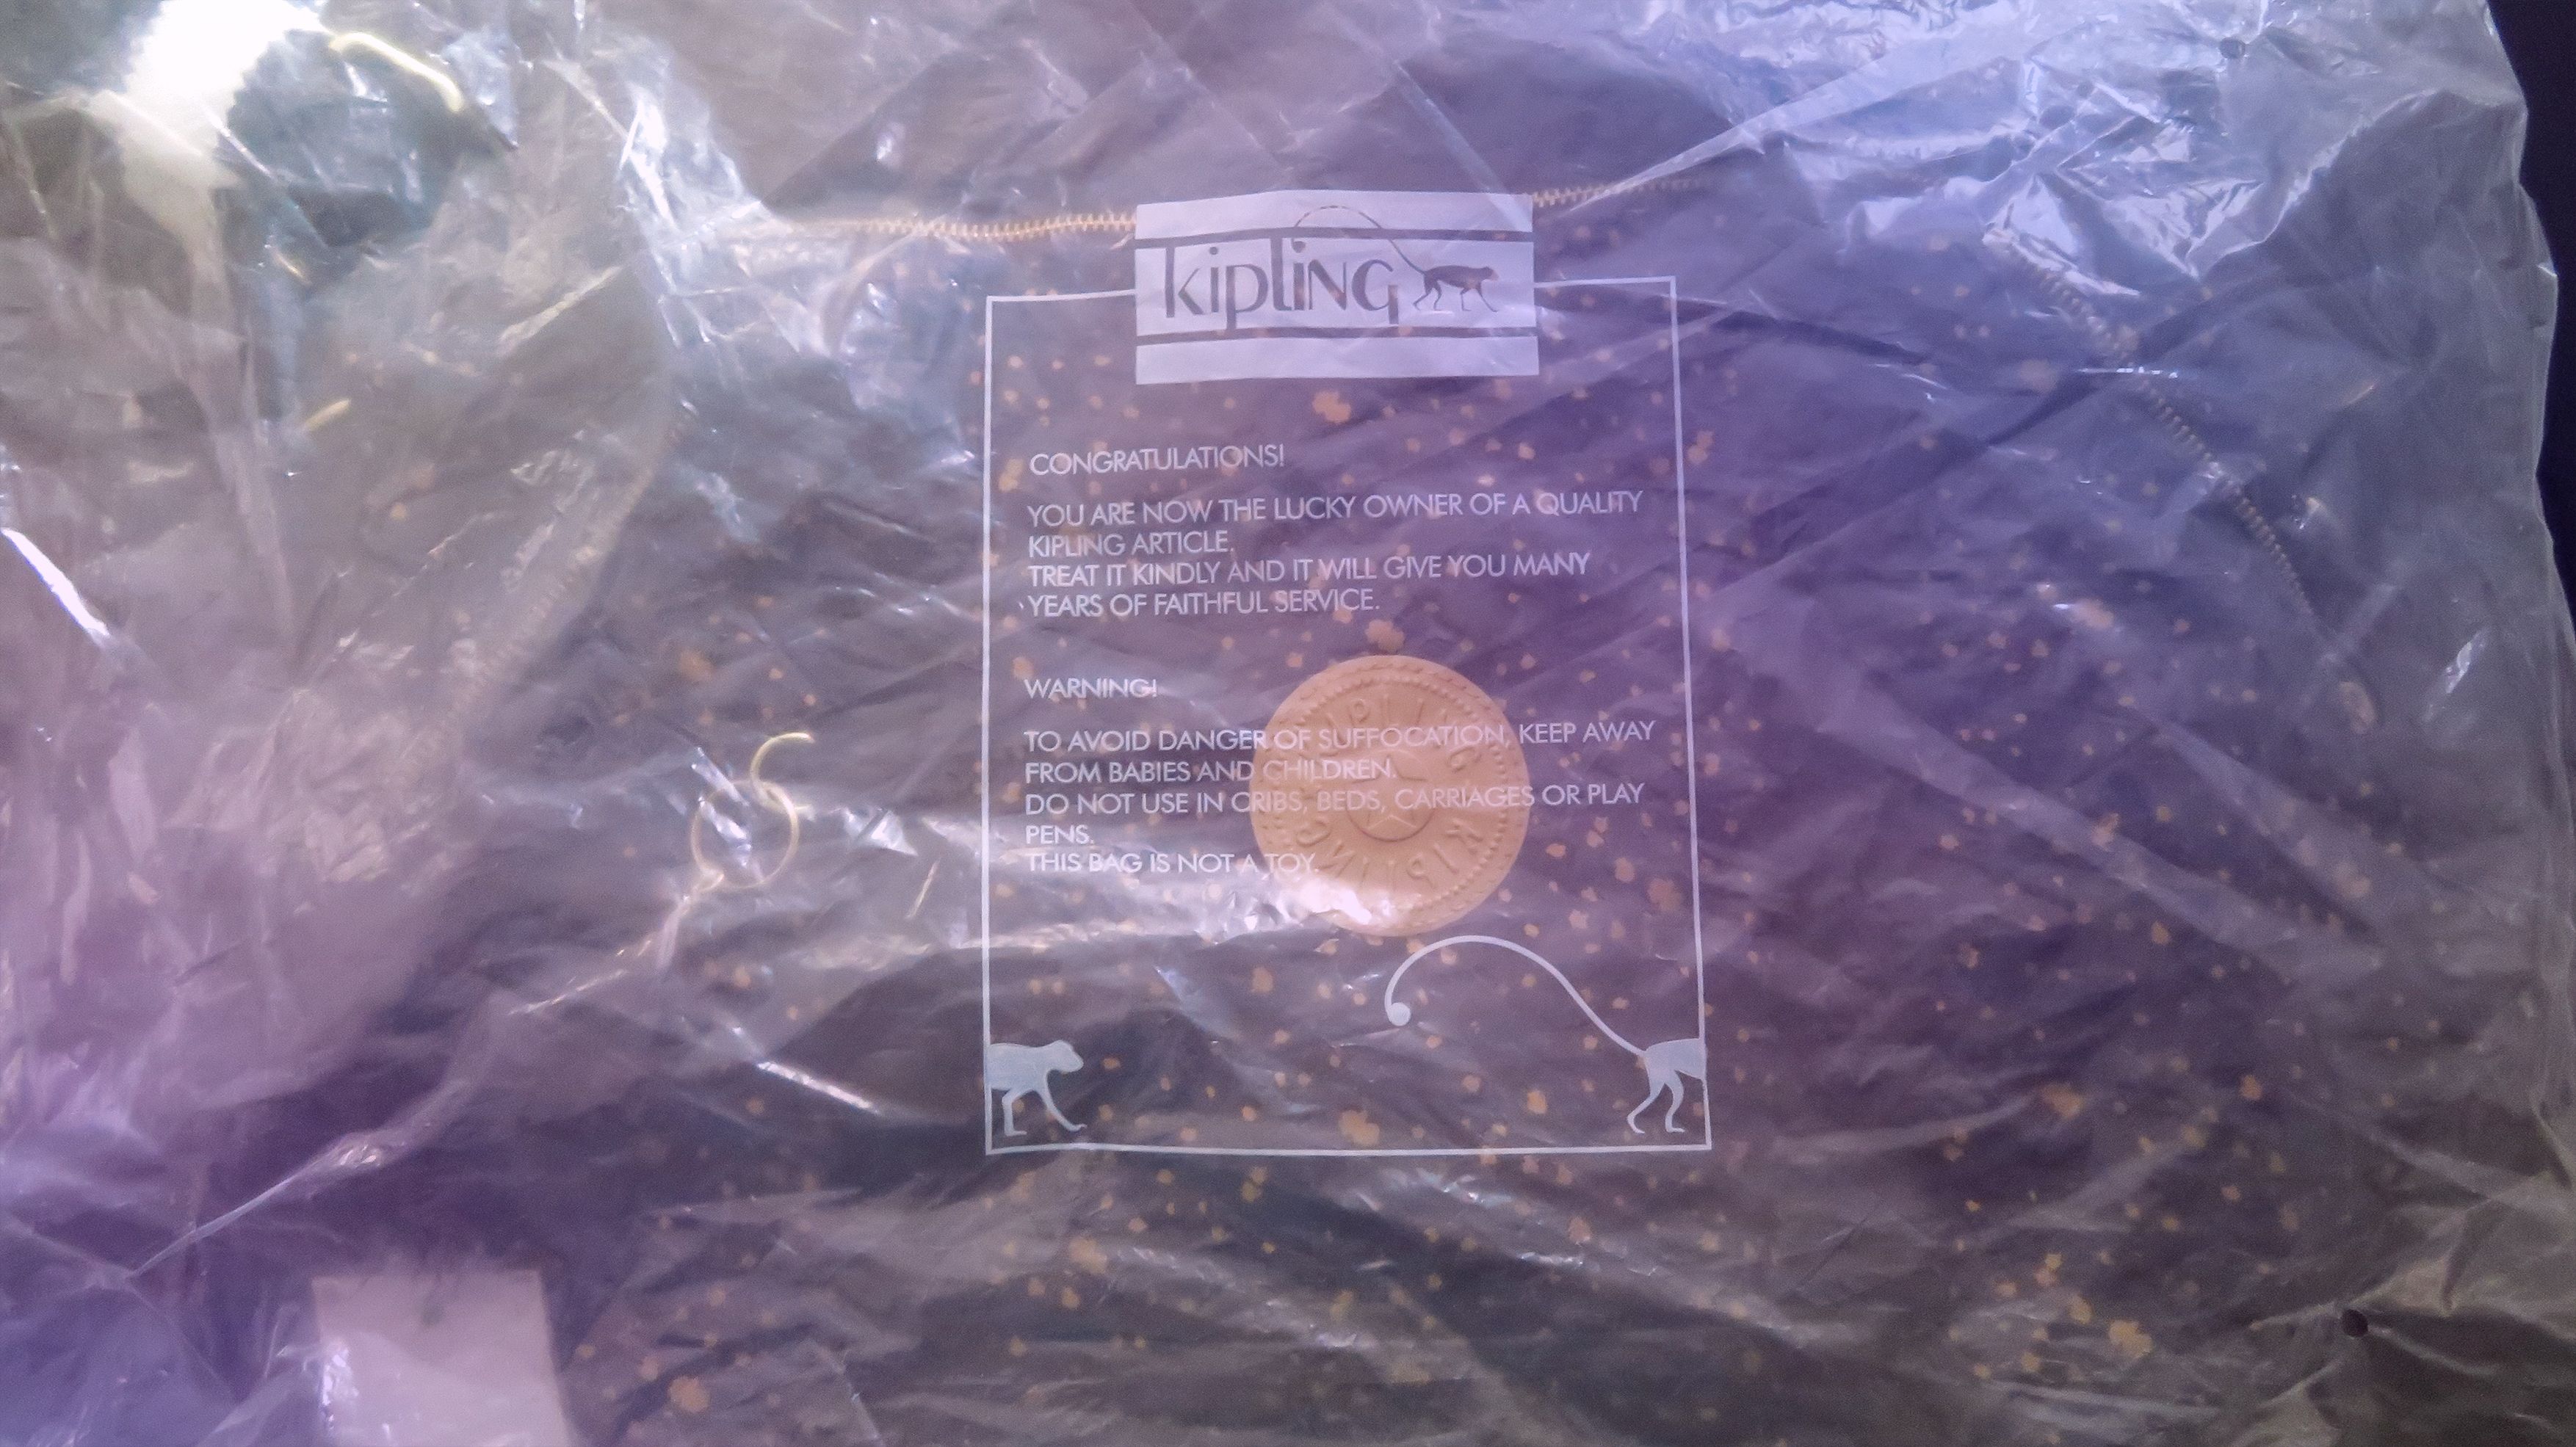 kipling
CONGRATULATIONS!
YOU ARE NOW THE LUCKY OWNER OF A QUALITY
KIPLING ARTICLE.
TREAT IT KINDLY AND IT WILL GIVE YOU MANY
YEARS OF FAITHFUL SERVICE.
WARNING!
TO AVOID DANGER OF SUFFOCATION, KEEP AWAY
FROM BABIES AND CHILDREN.
DO NOT USE IN CRIBS, BEDS, CARRIAGES OR PLAY
PENS.
THIS BAG IS NOT A TOY.
KIPLING
KIPLING